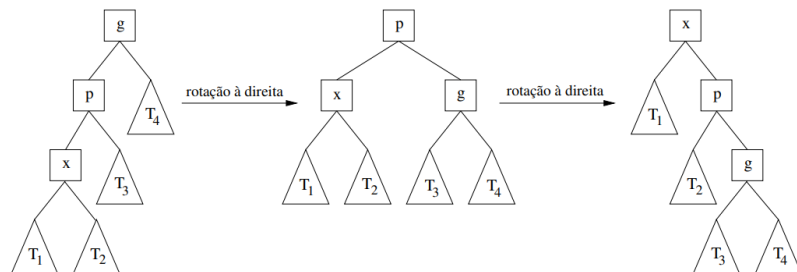 g
p
x
p
x
g
x
p
g
T4
T3
T1
T2
rotação à direita
T1
T2
T3
T4
rotação à direita
T1
T2
T3
T4